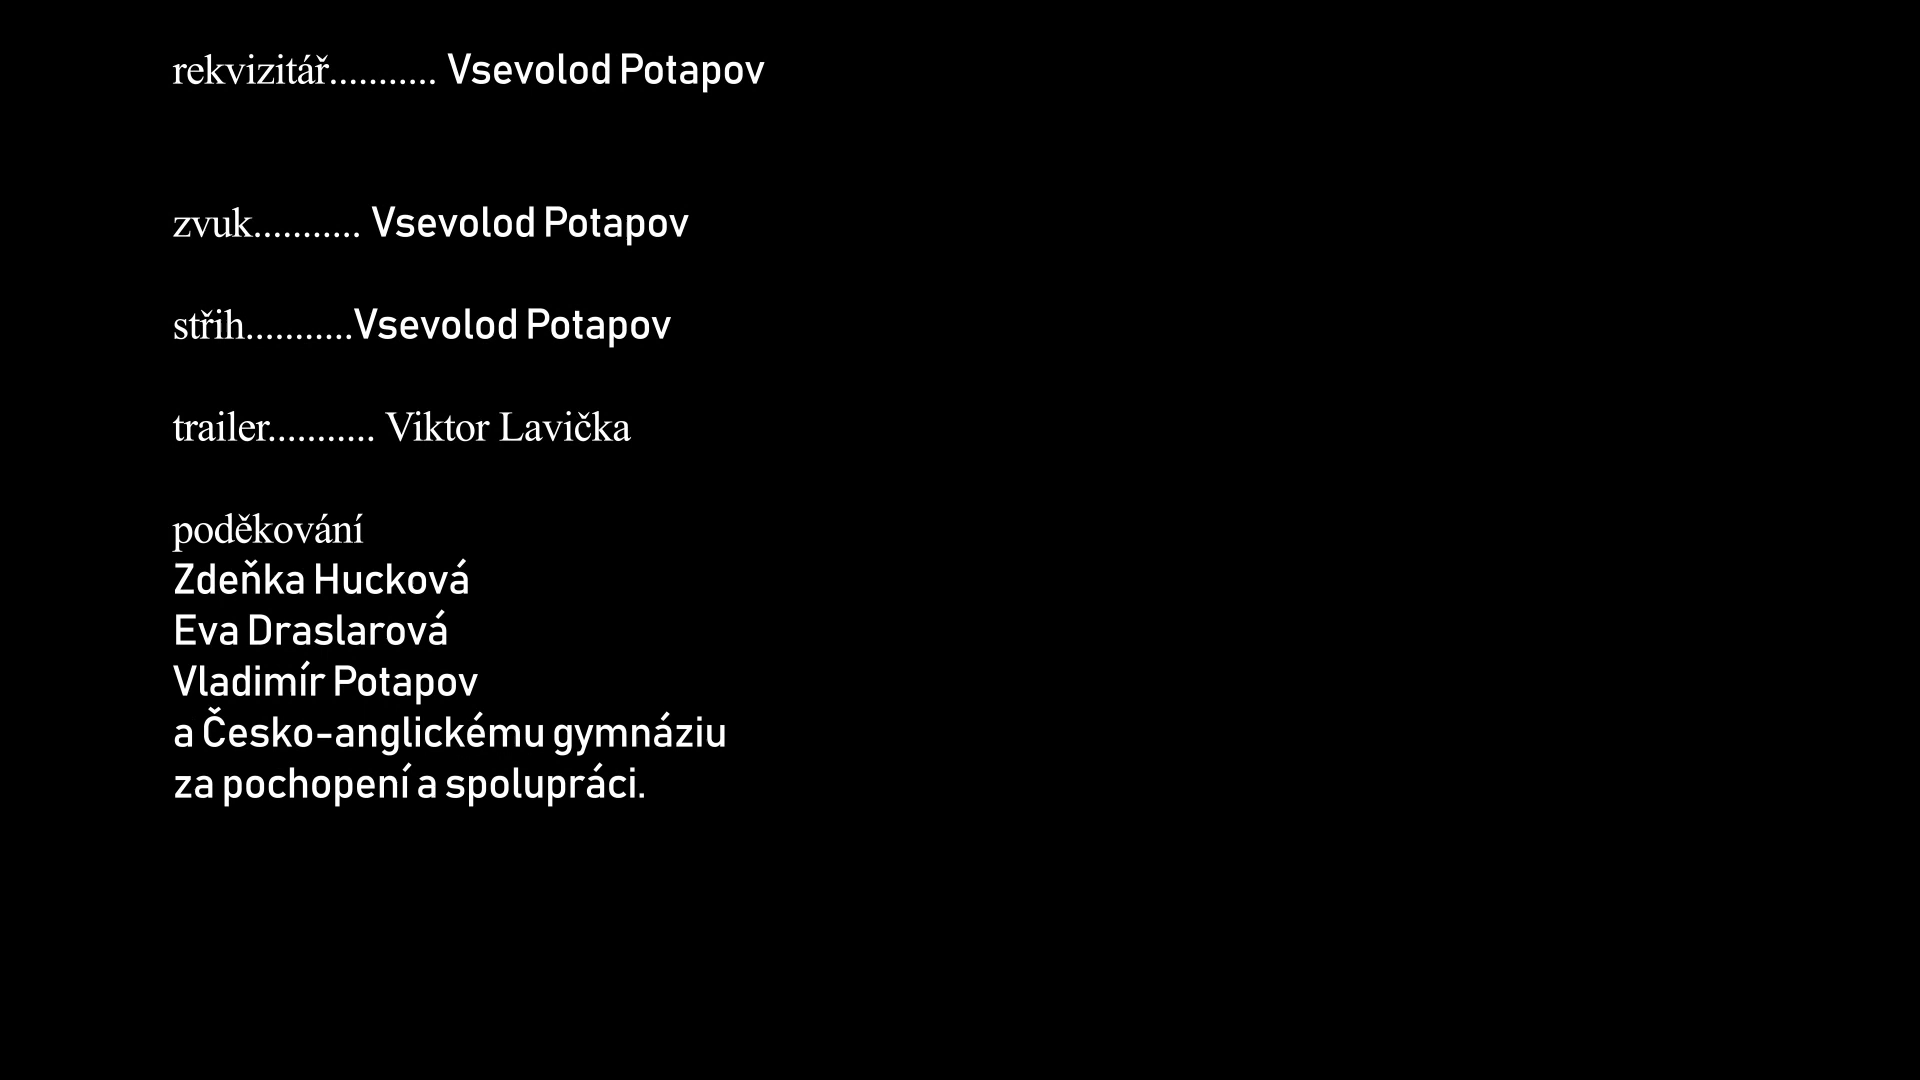 rekvizitář........... Vsevolod Potapov
zvuk........... Vsevolod Potapov
střih...........Vsevolod Potapov
trailer........... Viktor Lavička
poděkování
Zdeňka Hucková
Eva Draslarová
Vladimír Potapov
a Česko-anglickému gymnáziu
za pochopení a spolupráci.